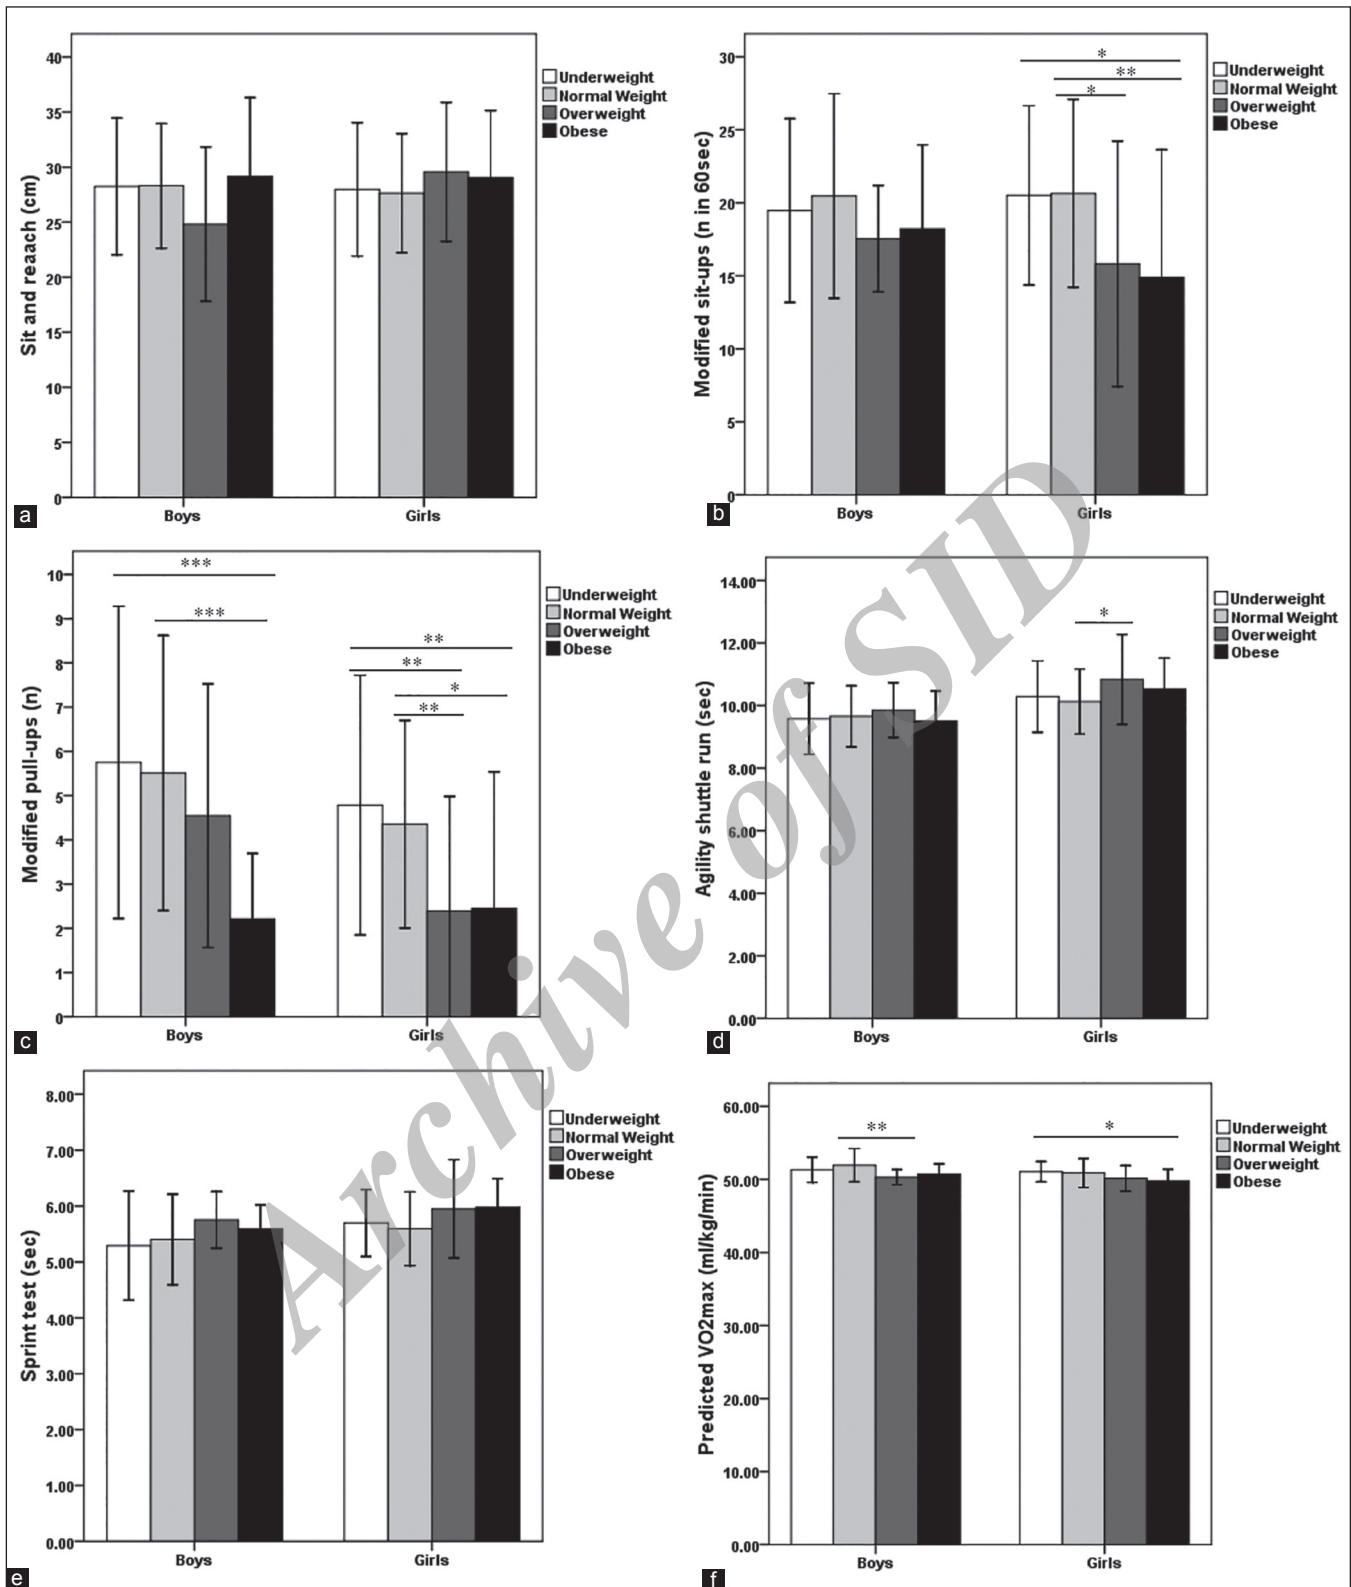 Sit and reaach (cm)
40
35
30
25
20
15
10
5
0
Boys
Girls
Underweight
Normal Weight
Overweight
Obese
a
Modified sit-ups (n in 60sec)
30
25
20
15
10
5
0
*
**
*
Boys
Girls
Underweight
Normal Weight
Overweight
Obese
b
Modified pull-ups (n)
10
9
8
7
6
5
4
3
2
1
0
***
***
**
**
*
**
Boys
Girls
Underweight
Normal Weight
Overweight
Obese
c
Agility shuttle run (sec)
14.00
12.00
10.00
8.00
6.00
4.00
2.00
0.00
*
Boys
Girls
Underweight
Normal Weight
Overweight
Obese
d
Sprint test (sec)
8.00
7.00
6.00
5.00
4.00
3.00
2.00
1.00
0.00
Boys
Girls
Underweight
Normal Weight
Overweight
Obese
e
Predicted VO2max (ml/kg/min)
60.00
50.00
40.00
30.00
20.00
10.00
0.00
**
*
Boys
Girls
Underweight
Normal Weight
Overweight
Obese
f
Archive of SID